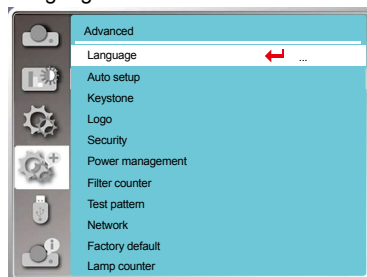 Advanced
Language ...
Auto setup
Keystone
Logo
Security
Power management
Filter counter
Test pattern
Network
Factory default
Lamp counter